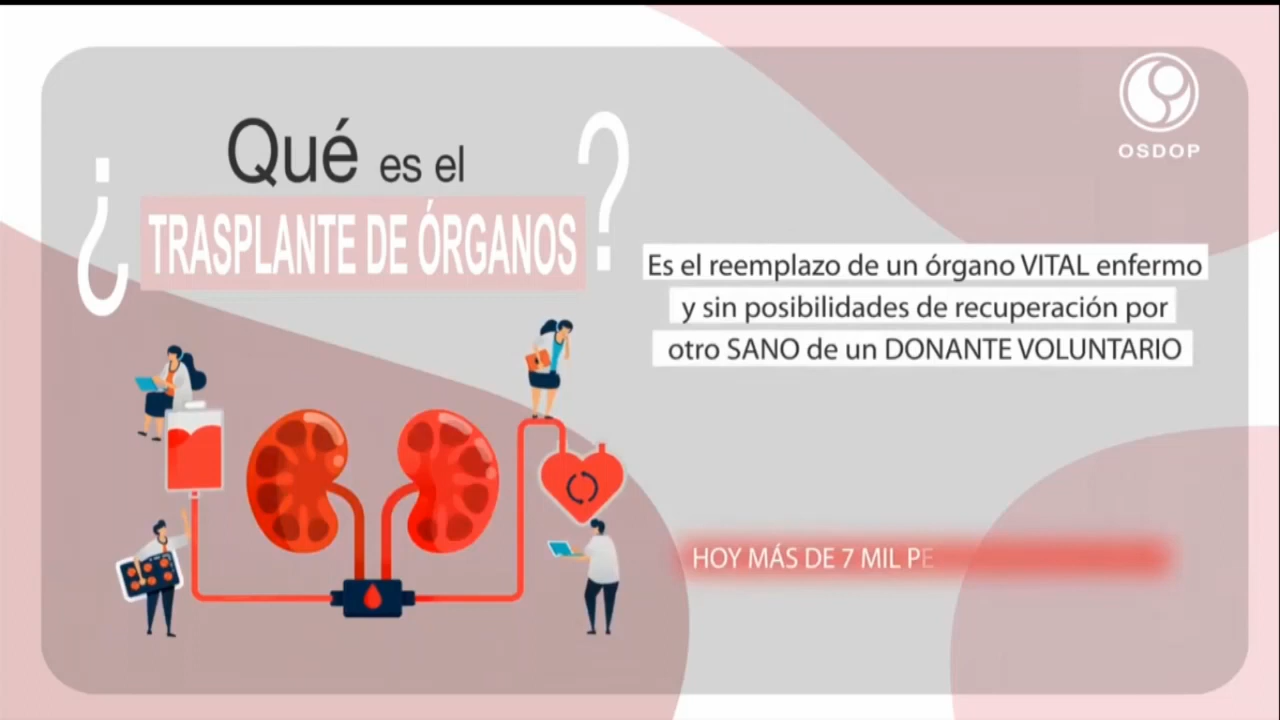 ¿Qué es el
TRASPLANTE DE ÓRGANOS?
OSDOP
Es el reemplazo de un órgano VITAL enfermo
y sin posibilidades de recuperación por
otro SANO de un DONANTE VOLUNTARIO
HOY MÁS DE 7 MIL PE